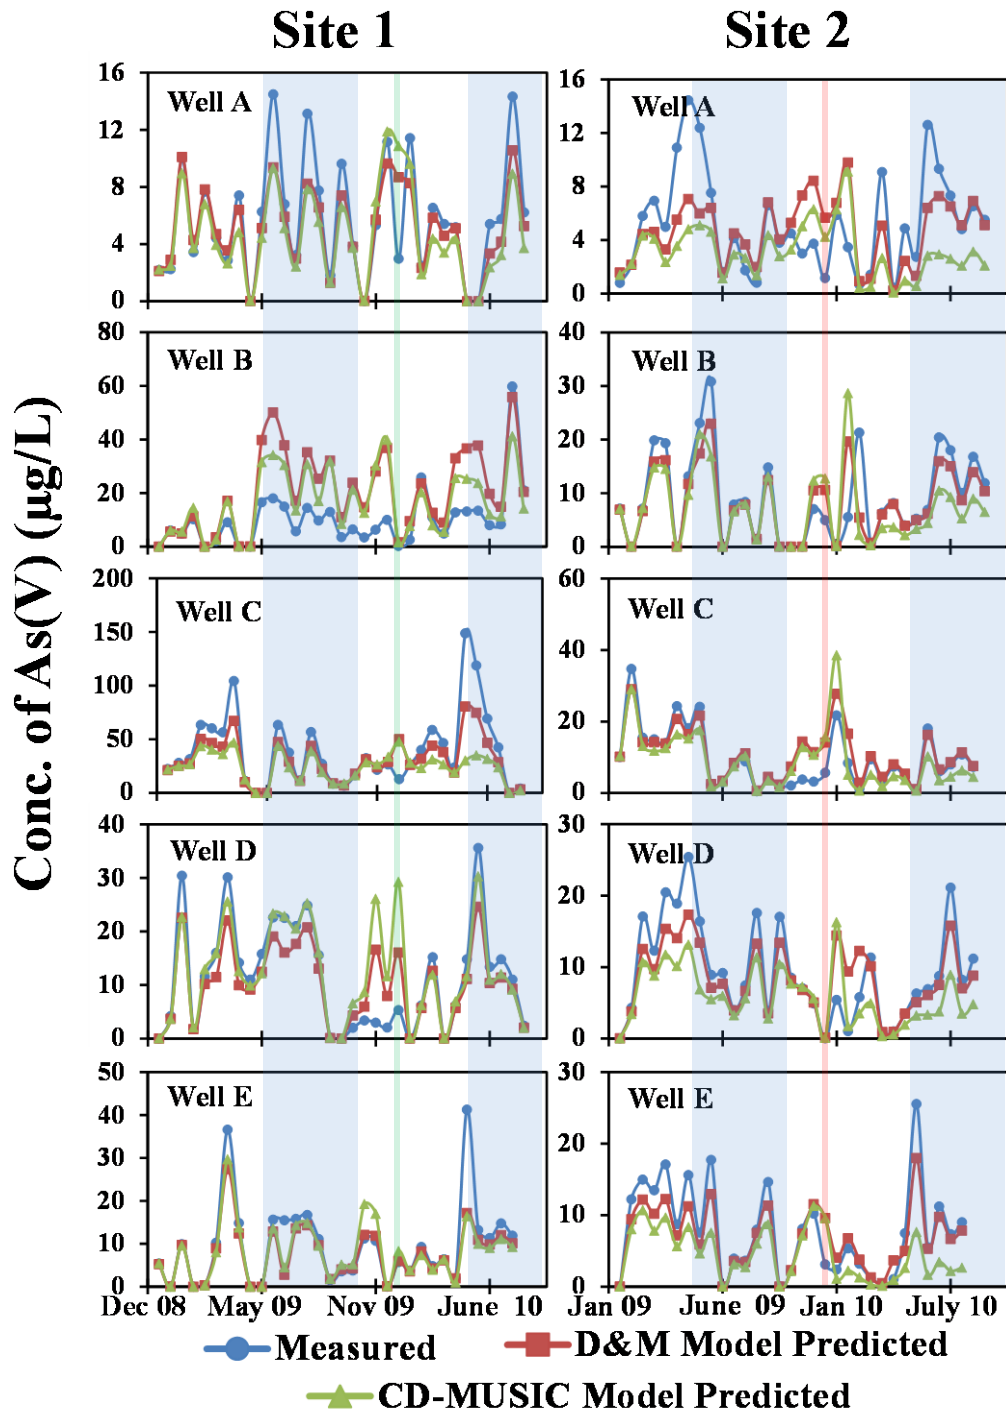 Site 1
Site 2
Conc. of As(V) (µg/L)
Well A
16
12
8
4
0
Well A
16
12
8
4
0
Well B
80
60
40
20
0
Well B
40
30
20
10
0
Well C
200
150
100
50
0
Well C
60
40
20
0
Well D
40
30
20
10
0
Well D
30
20
10
0
Well E
50
40
30
20
10
0
Well E
30
20
10
0
Dec 08 May 09 Nov 09 June 10
Jan 09 June 09 Jan 10 July 10
Measured
D&M Model Predicted
CD-MUSIC Model Predicted